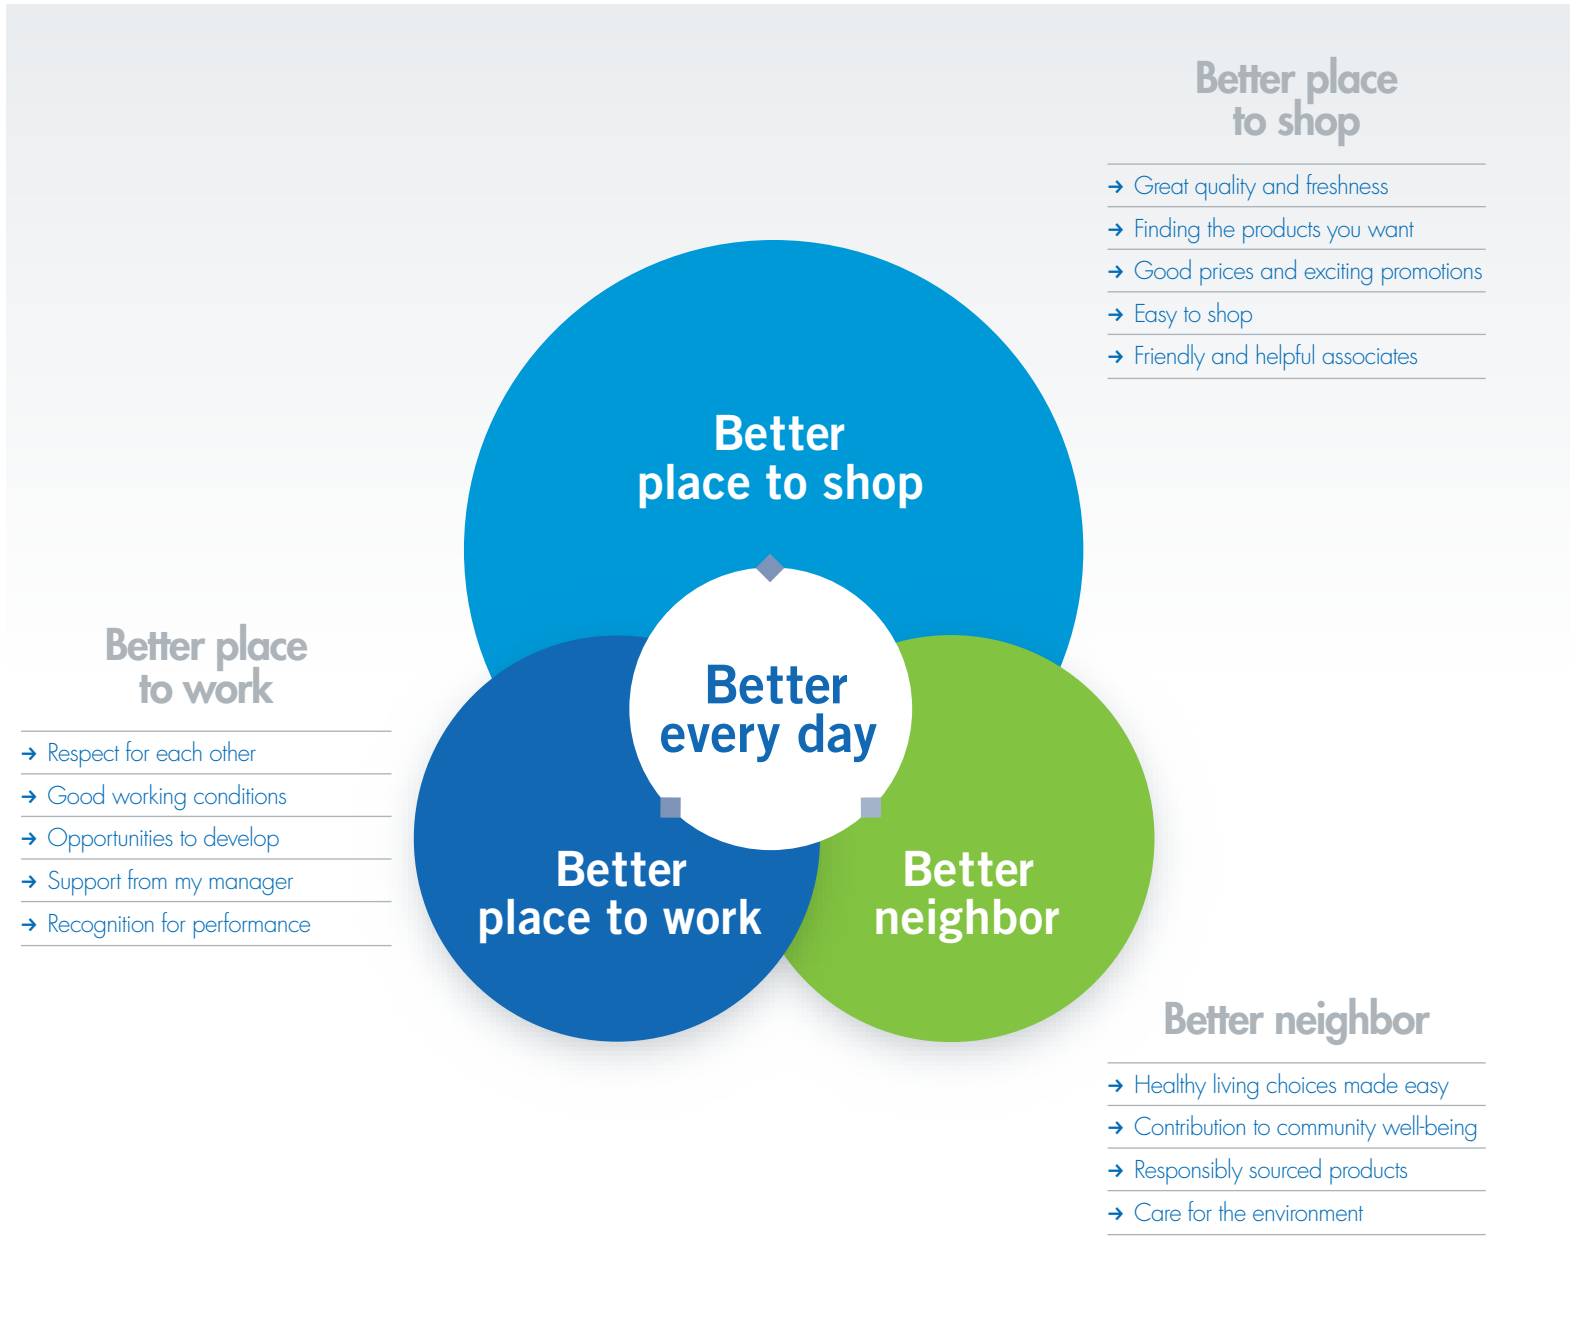 Better place
to shop
→ Great quality and freshness
→ Finding the products you want
→ Good prices and exciting promotions
→ Easy to shop
→ Friendly and helpful associates
Better
place to shop
Better
every day
Better place
to work
→ Respect for each other
→ Good working conditions
→ Opportunities to develop
→ Support from my manager
→ Recognition for performance
Better
place to work
Better
neighbor
Better neighbor
→ Healthy living choices made easy
→ Contribution to community well-being
→ Responsibly sourced products
→ Care for the environment